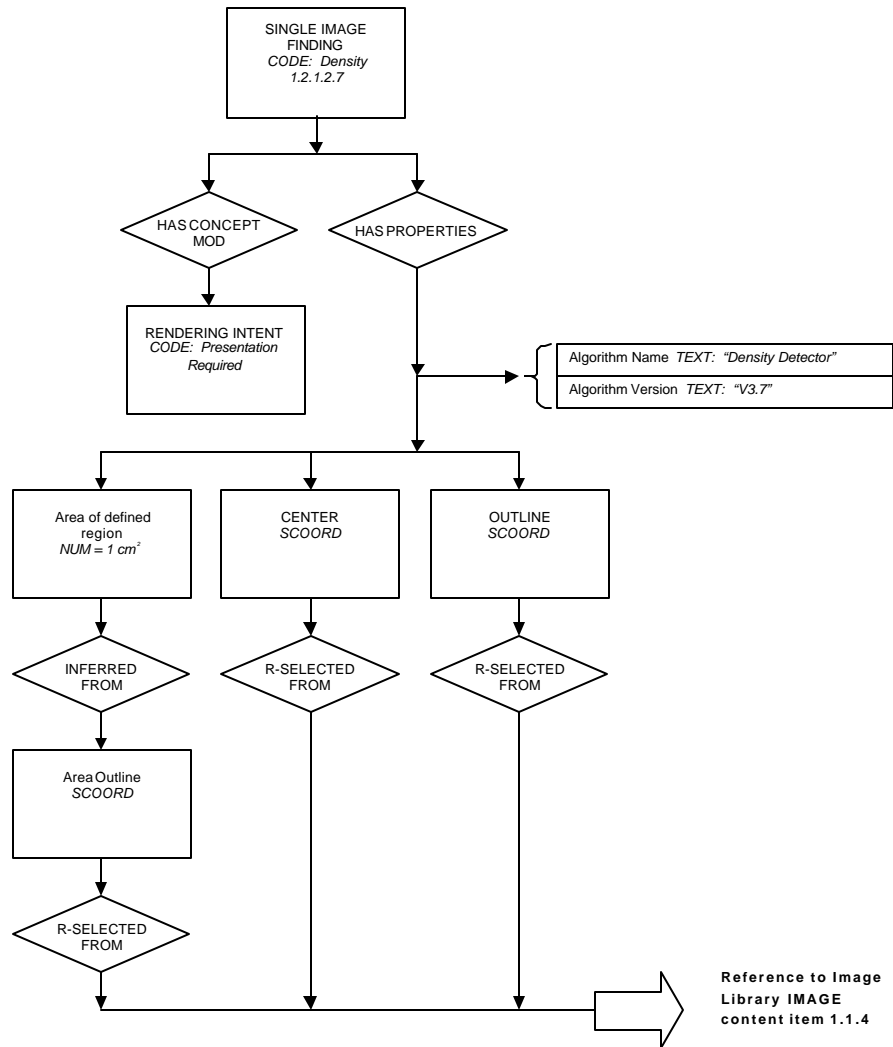 SINGLE IMAGE
FINDING
CODE: Density
1.2.1.2.7
HAS CONCEPT
MOD
HAS PROPERTIES
RENDERING INTENT
CODE: Presentation
Required
Algorithm Name TEXT: “Density Detector”
Algorithm Version TEXT: “V3.7”
Area of defined
region
NUM = 1 cm²
CENTER
SCOORD
OUTLINE
SCOORD
INFERRED
FROM
R-SELECTED
FROM
R-SELECTED
FROM
Area Outline
SCOORD
R-SELECTED
FROM
Reference to Image
Library IMAGE
content item 1.1.4